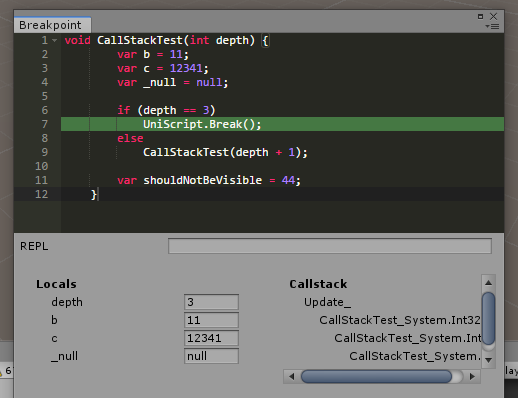 Breakpoint
1 void CallStackTest(int depth) {
2 var b = 11;
3 var c = 12341;
4 var _null = null;
5
6 if (depth == 3)
7 UniScript.Break();
8 else
9 CallStackTest(depth + 1);
10
11 var shouldNotBeVisible = 44;
12 }
REPL
Locals
depth 3
b 11
c 12341
_null null
Callstack
Update_
CallStackTest_System.Int32
CallStackTest_System.Int
CallStackTest_System.
6
lay